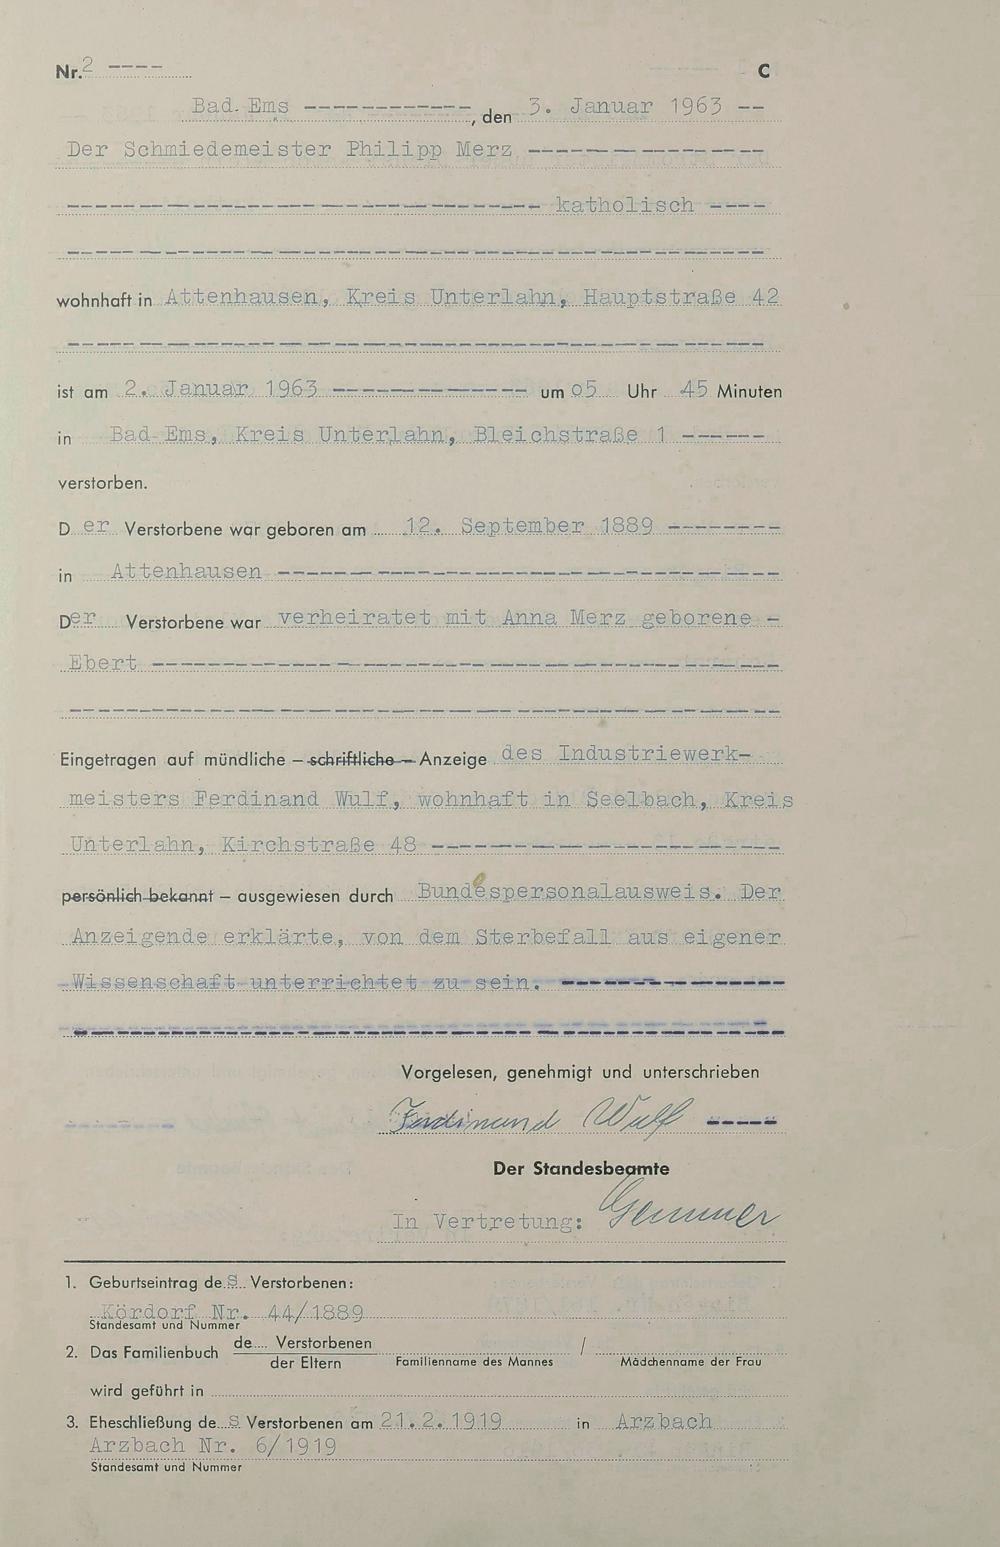 Nr. 2 ---- C
Bad Ems ------------, den 3. Januar 1963 --
Der Schmiedemeister Philipp Merz -----------------
---------------------------------- katholisch ----
--------------------------------------------------
wohnhaft in Attenhausen, Kreis Unterlahn, Hauptstraße 42
--------------------------------------------------
ist am 2. Januar 1963 -------------- um o5 Uhr 45 Minuten
in Bad Ems, Kreis Unterlahn, Bleichstraße 1 ------
verstorben.
Der Verstorbene war geboren am 12. September 1889 --------
in Attenhausen ------------------------------------
Der Verstorbene war verheiratet mit Anna Merz geborene -
Ebert ---------------------------------------------
---------------------------------------------------
Eingetragen auf mündliche – schriftliche – Anzeige des Industriewerk-
meisters Ferdinand Wulf, wohnhaft in Seelbach, Kreis
Unterlahn, Kirchstraße 48 -------------------------
persönlich bekannt – ausgewiesen durch Bundespersonalausweis. Der
Anzeigende erklärte, von dem Sterbefall aus eigener
Wissenschaft unterrichtet zu sein. ----------------
---------------------------------------------------
Vorgelesen, genehmigt und unterschrieben
-------- Ferdinand Wulf -----
Der Standesbeamte
In Vertretung: Gemmer
1. Geburtseintrag des Verstorbenen:
Kördorf Nr. 44/1889
Standesamt und Nummer
2. Das Familienbuch de.... Verstorbenen /
der Eltern Familienname des Mannes Mädchenname der Frau
wird geführt in
3. Eheschließung des Verstorbenen am 21.2.1919 in Arzbach
Arzbach Nr. 6/1919
Standesamt und Nummer